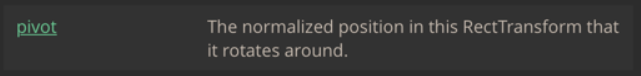 pivot The normalized position in this RectTransform that
it rotates around.